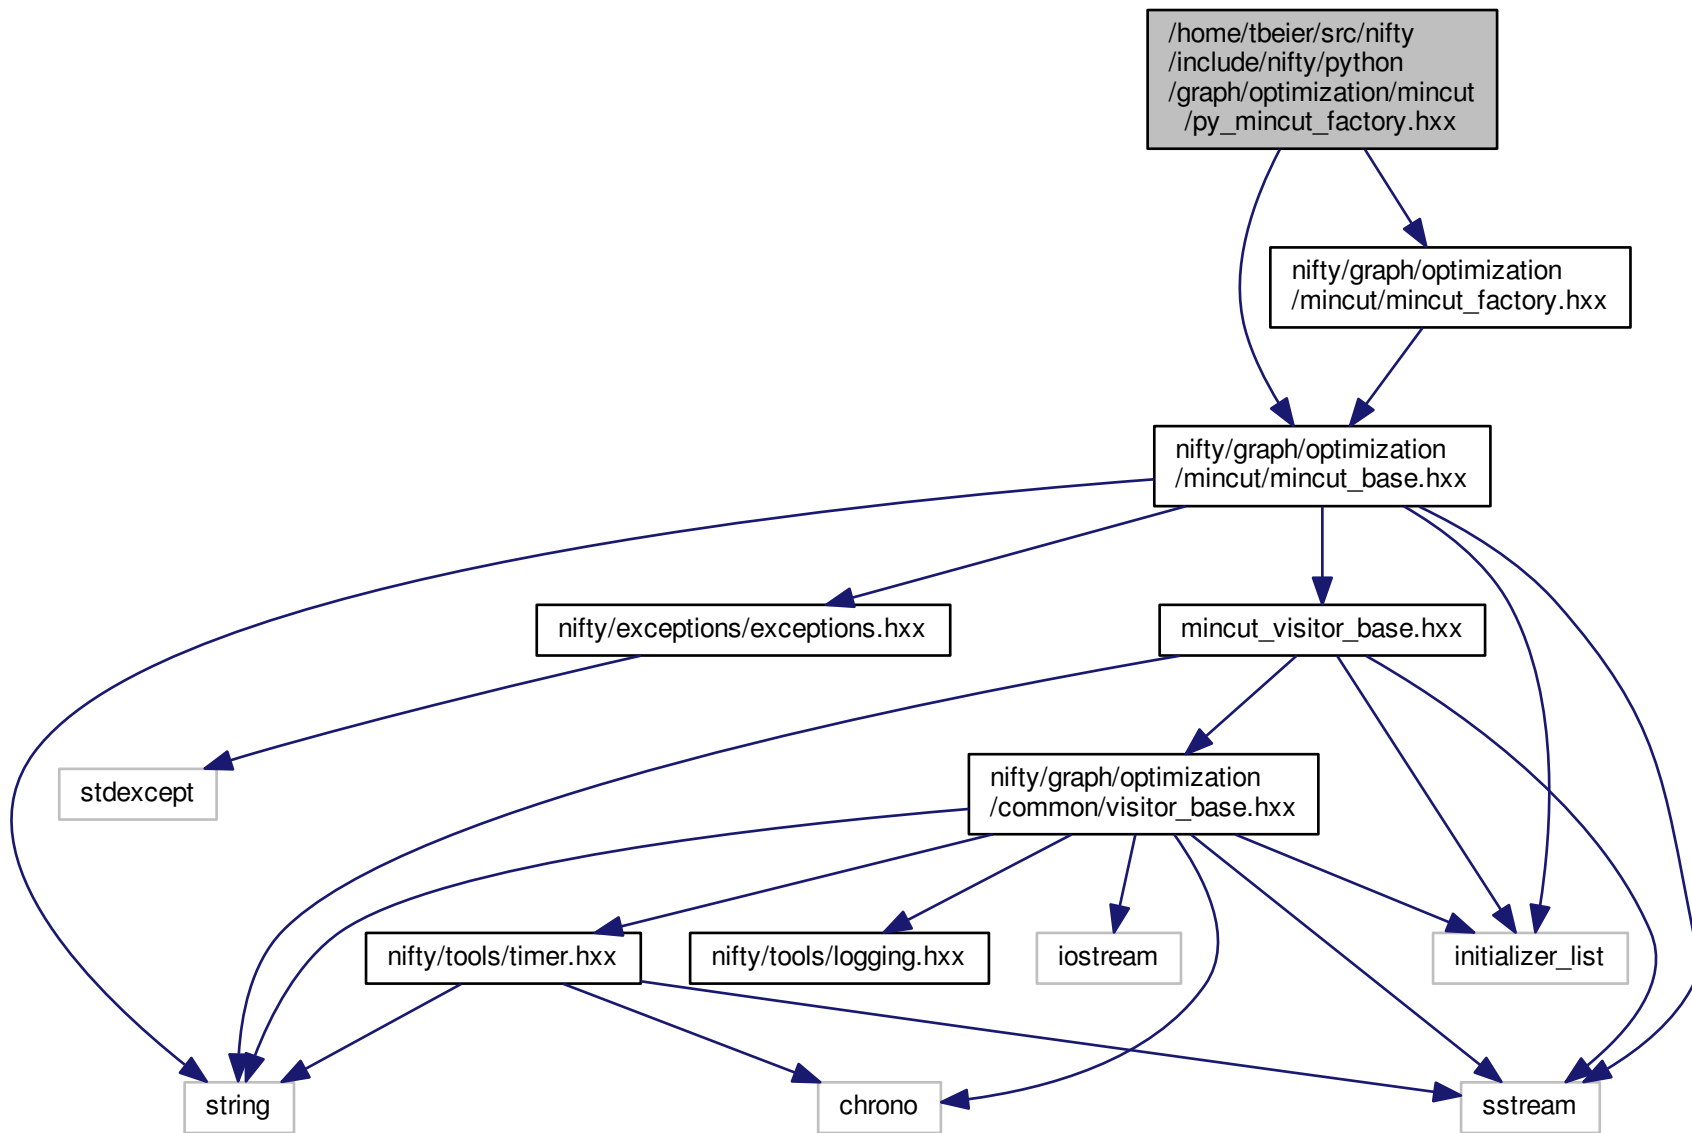 /home/tbeier/src/nifty
/include/nifty/python
/graph/optimization/mincut
/py_mincut_factory.hxx
nifty/graph/optimization
/mincut/mincut_factory.hxx
nifty/graph/optimization
/mincut/mincut_base.hxx
nifty/exceptions/exceptions.hxx
mincut_visitor_base.hxx
stdexcept
nifty/graph/optimization
/common/visitor_base.hxx
nifty/tools/timer.hxx
nifty/tools/logging.hxx
iostream
initializer_list
string
chrono
sstream